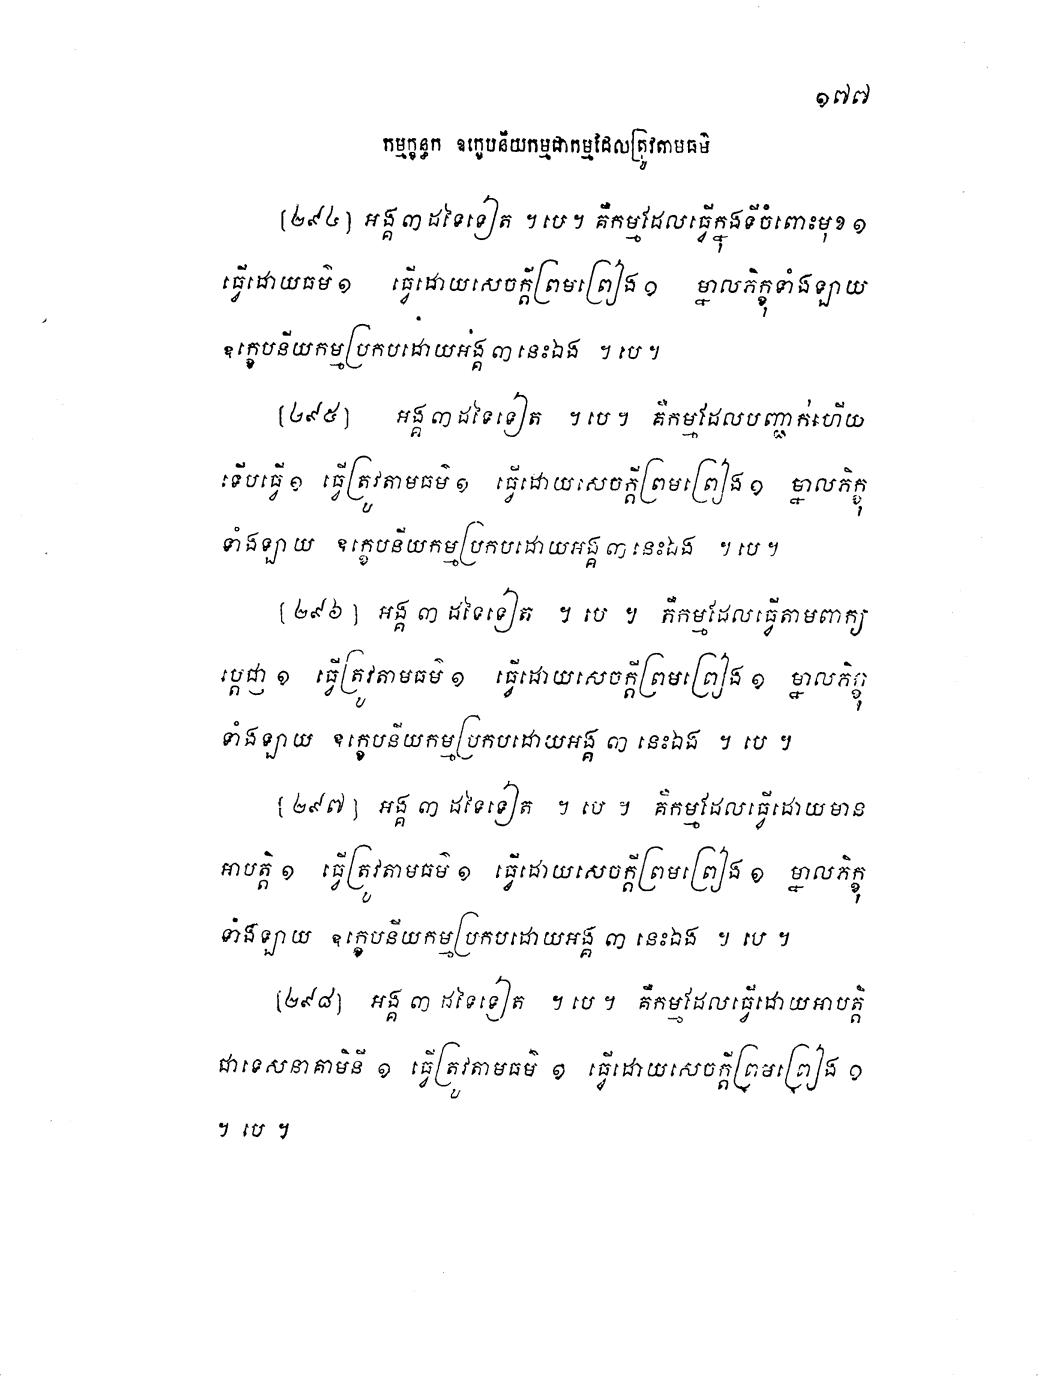 ១៧៧
កម្មក្ខន្ធក ឧក្ខេបនីយកម្មជាកម្មដែលត្រូវតាមធម៌
(២៩៤) អង្គ ៣ ដទៃទៀត ។ បេ ។ គឺកម្មដែលធ្វើក្នុងទីចំពោះមុខ ១
ធ្វើដោយធម៌ ១ ធ្វើដោយសេចក្តីព្រមព្រៀង ១ ម្នាលភិក្ខុទាំងឡាយ
ឧក្ខេបនីយកម្មប្រកបដោយអង្គ ៣ នេះឯង ។ បេ ។
(២៩៥) អង្គ ៣ ដទៃទៀត ។ បេ ។ គឺកម្មដែលបញ្ជាក់ហើយ
ទើបធ្វើ ១ ធ្វើត្រូវតាមធម៌ ១ ធ្វើដោយសេចក្តីព្រមព្រៀង ១ ម្នាលភិក្ខុ
ទាំងឡាយ ឧក្ខេបនីយកម្មប្រកបដោយអង្គ ៣ នេះឯង ។ បេ ។
(២៩៦) អង្គ ៣ ដទៃទៀត ។ បេ ។ គឺកម្មដែលធ្វើតាមពាក្យ
ប្តេជ្ញា ១ ធ្វើត្រូវតាមធម៌ ១ ធ្វើដោយសេចក្តីព្រមព្រៀង ១ ម្នាលភិក្ខុ
ទាំងឡាយ ឧក្ខេបនីយកម្មប្រកបដោយអង្គ ៣ នេះឯង ។ បេ ។
(២៩៧) អង្គ ៣ ដទៃទៀត ។ បេ ។ គឺកម្មដែលធ្វើដោយមាន
អាបត្តិ ១ ធ្វើត្រូវតាមធម៌ ១ ធ្វើដោយសេចក្តីព្រមព្រៀង ១ ម្នាលភិក្ខុ
ទាំងឡាយ ឧក្ខេបនីយកម្មប្រកបដោយអង្គ ៣ នេះឯង ។ បេ ។
(២៩៨) អង្គ ៣ ដទៃទៀត ។ បេ ។ គឺកម្មដែលធ្វើដោយអាបត្តិ
ជាទេសនាគាមិនី ១ ធ្វើត្រូវតាមធម៌ ១ ធ្វើដោយសេចក្តីព្រមព្រៀង ១
។ បេ ។